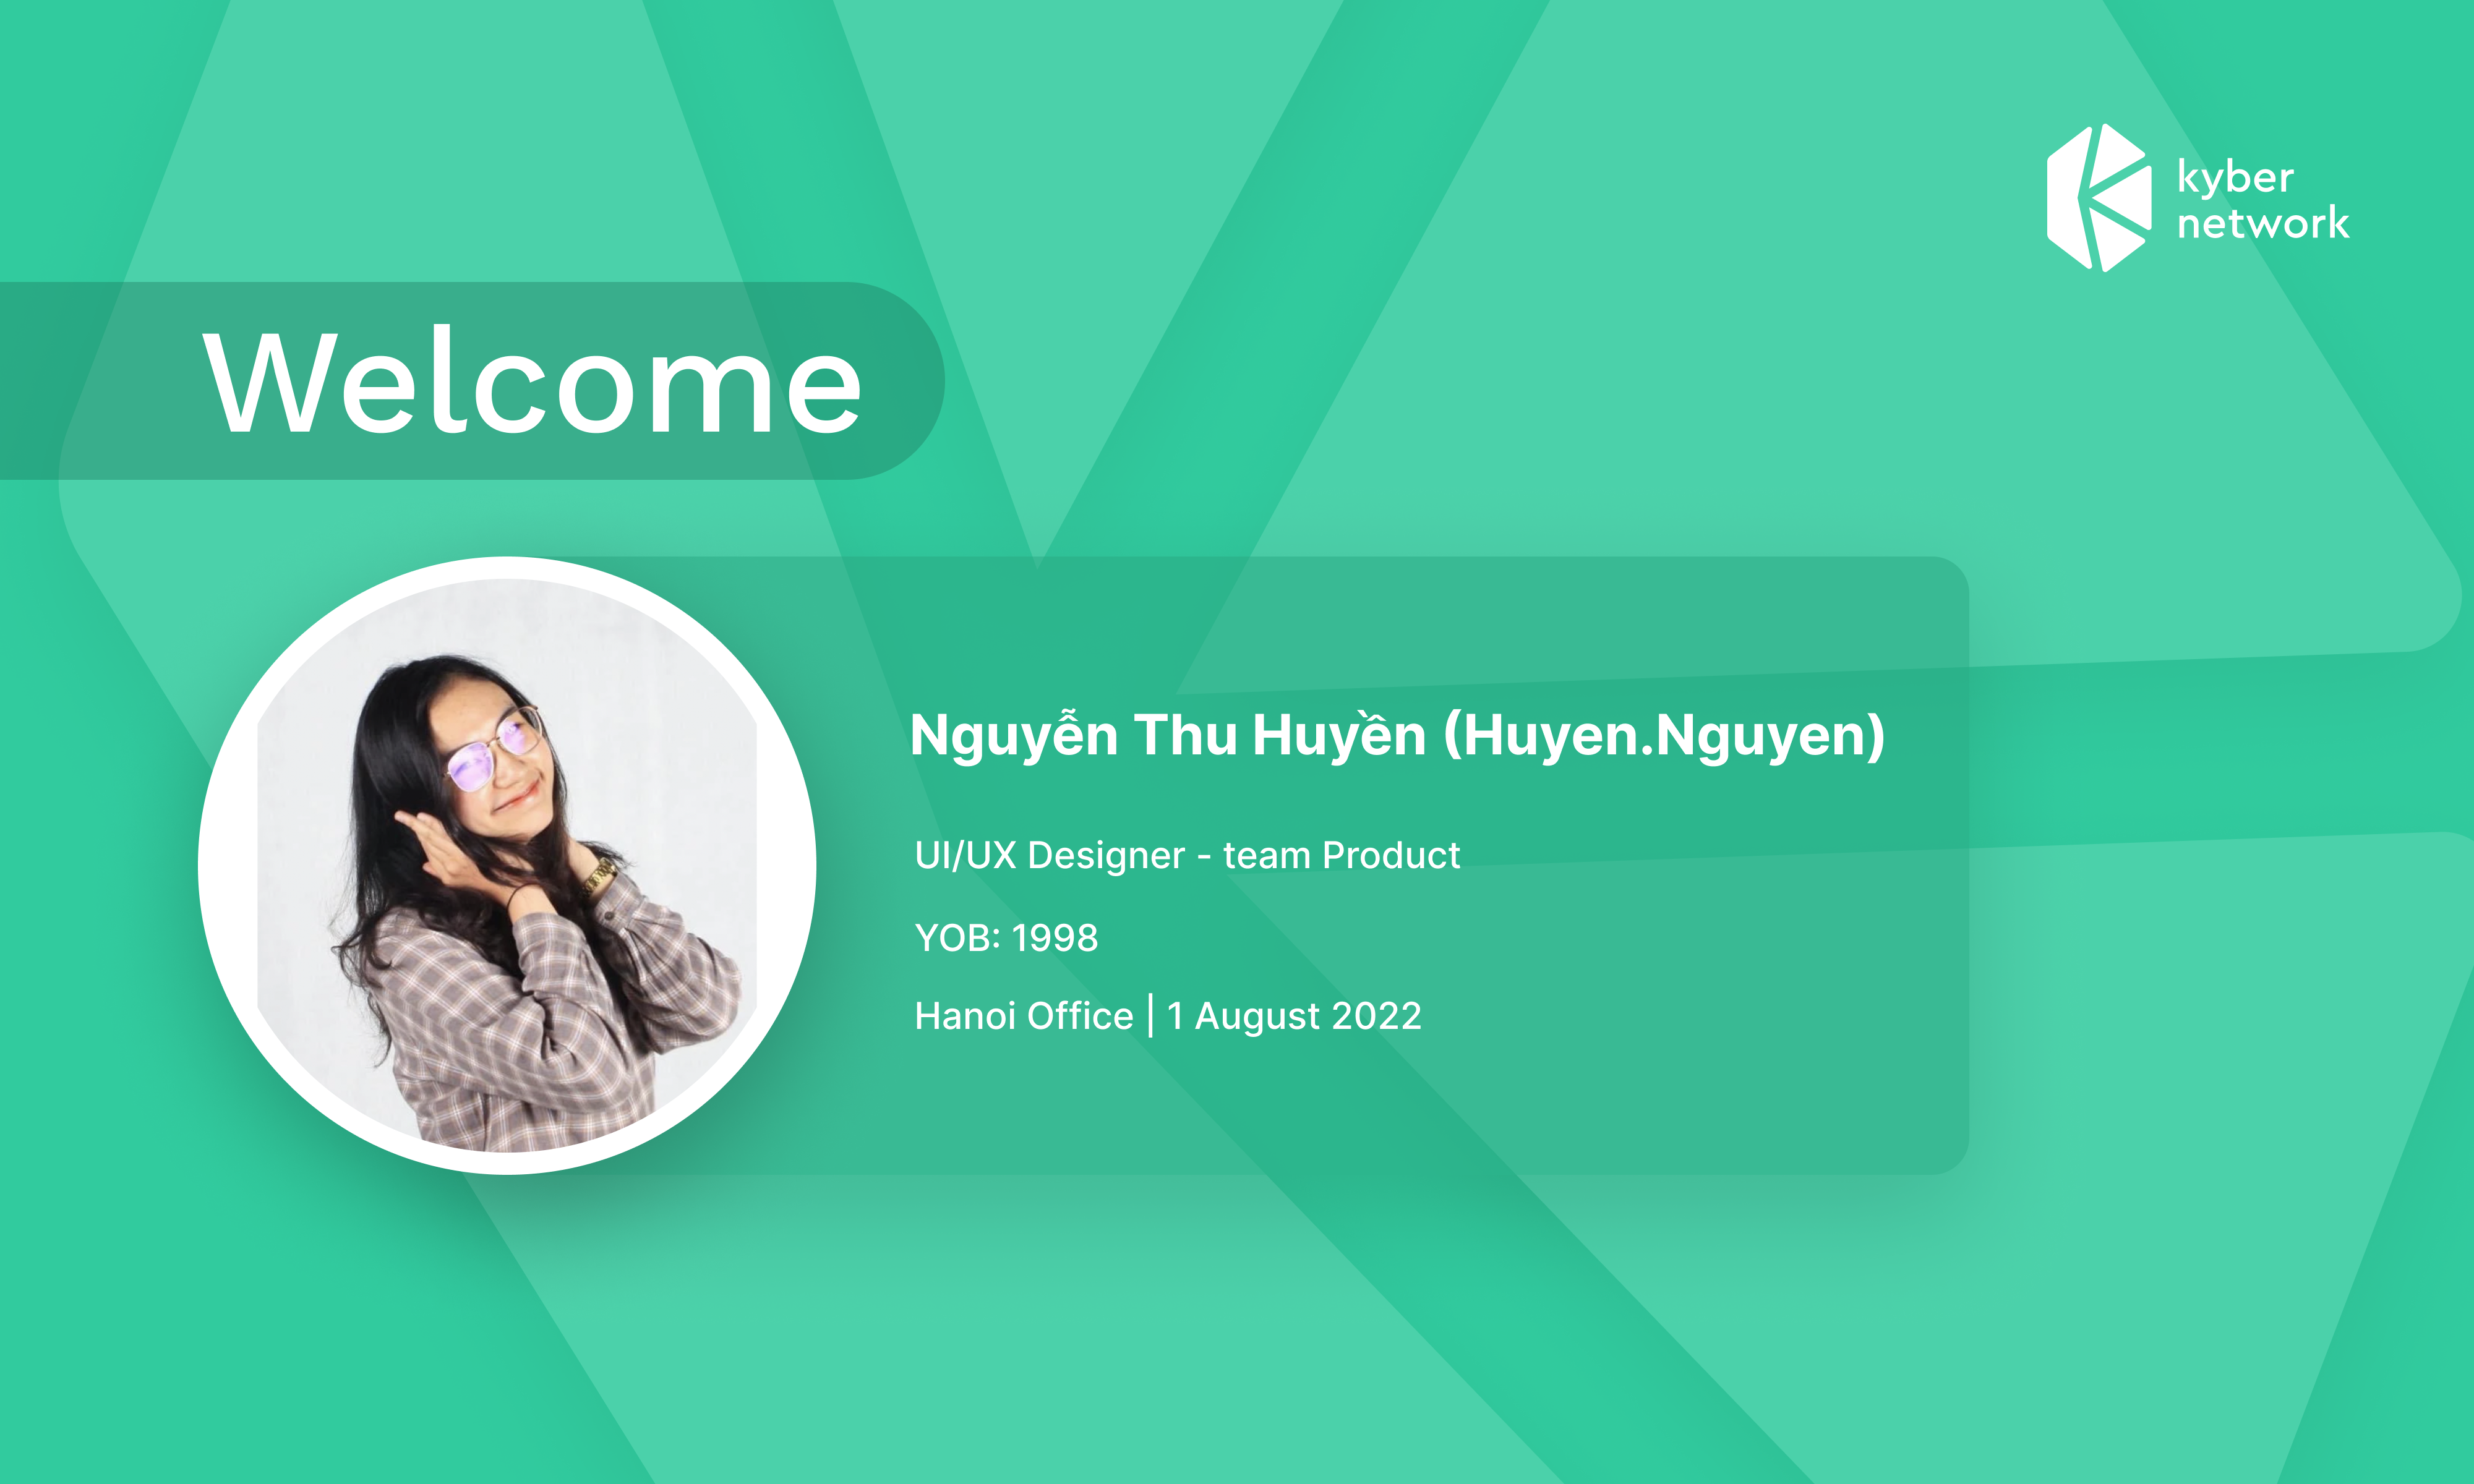 kyber
network
Welcome
Nguyễn Thu Huyền (Huyen.Nguyen)
UI/UX Designer - team Product
YOB: 1998
Hanoi Office | 1 August 2022